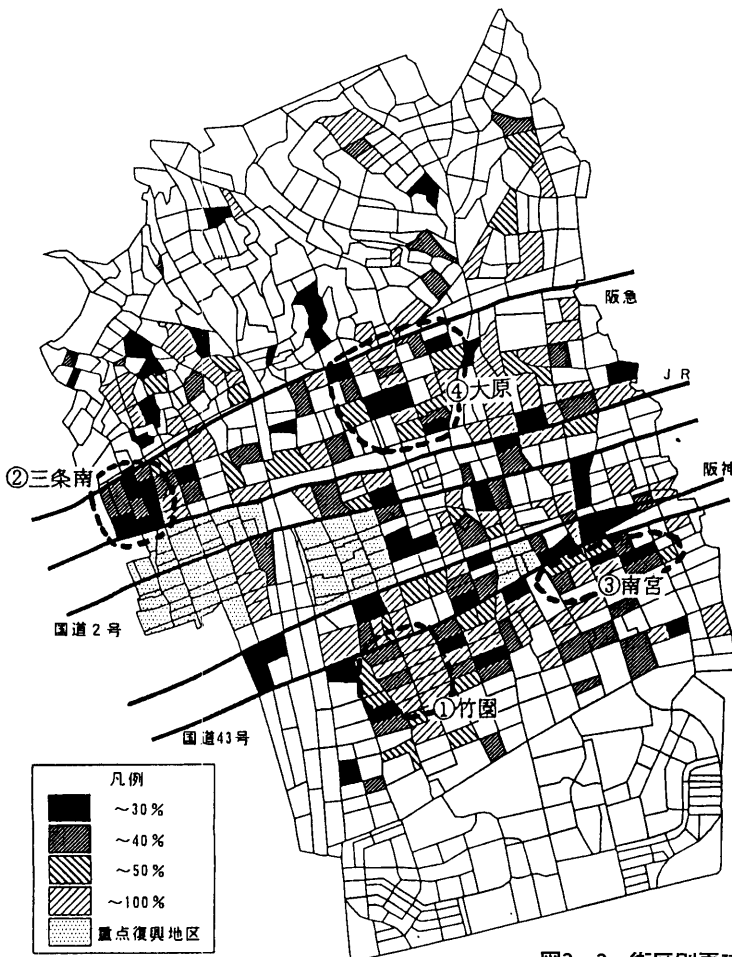 阪急
JR
④大原
阪神
②三条南
③南宮
国道2号
①竹園
国道43号
凡例
~30%
~40%
~50%
~100%
重点復興地区